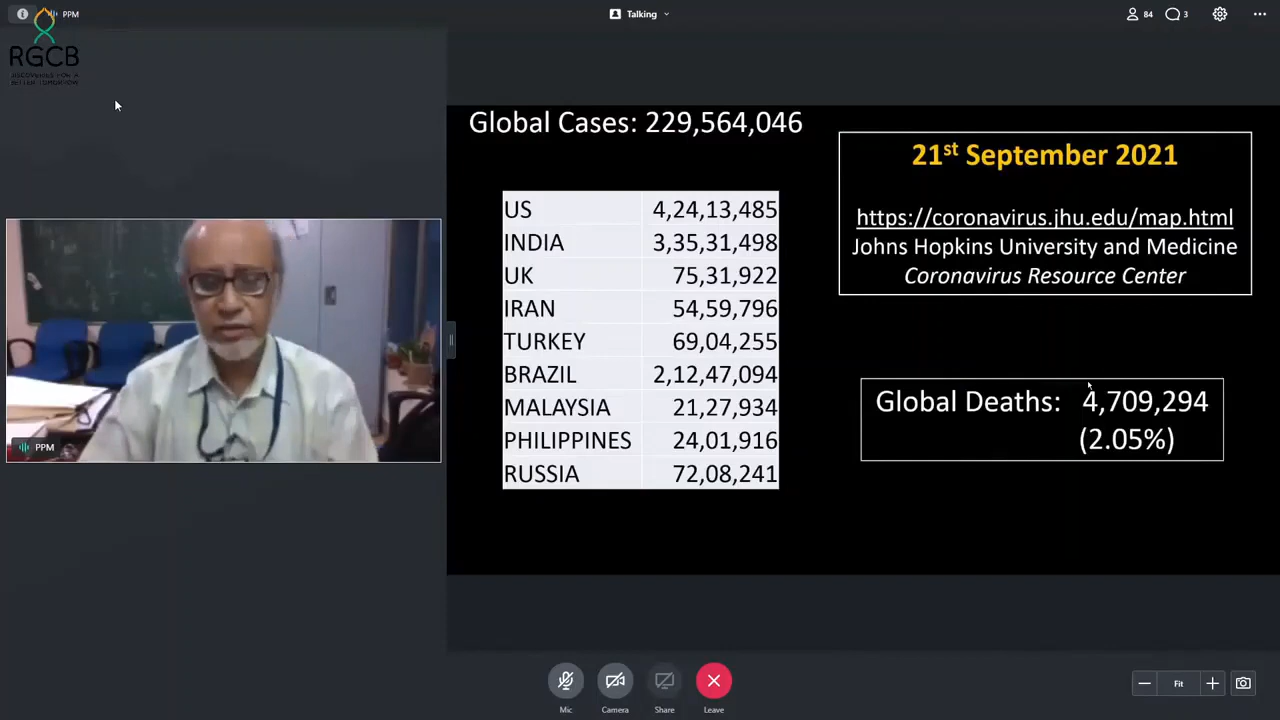 PPM
Talking
84
3
RGCB
DISCOVERIES FOR A
BETTER TOMORROW
Global Cases: 229,564,046
21st September 2021
https://coronavirus.jhu.edu/map.html
Johns Hopkins University and Medicine
Coronavirus Resource Center
US 4,24,13,485
INDIA 3,35,31,498
UK 75,31,922
IRAN 54,59,796
TURKEY 69,04,255
BRAZIL 2,12,47,094
MALAYSIA 21,27,934
PHILIPPINES 24,01,916
RUSSIA 72,08,241
Global Deaths: 4,709,294
(2.05%)
PPM
Mic
Camera
Share
Leave
Fit